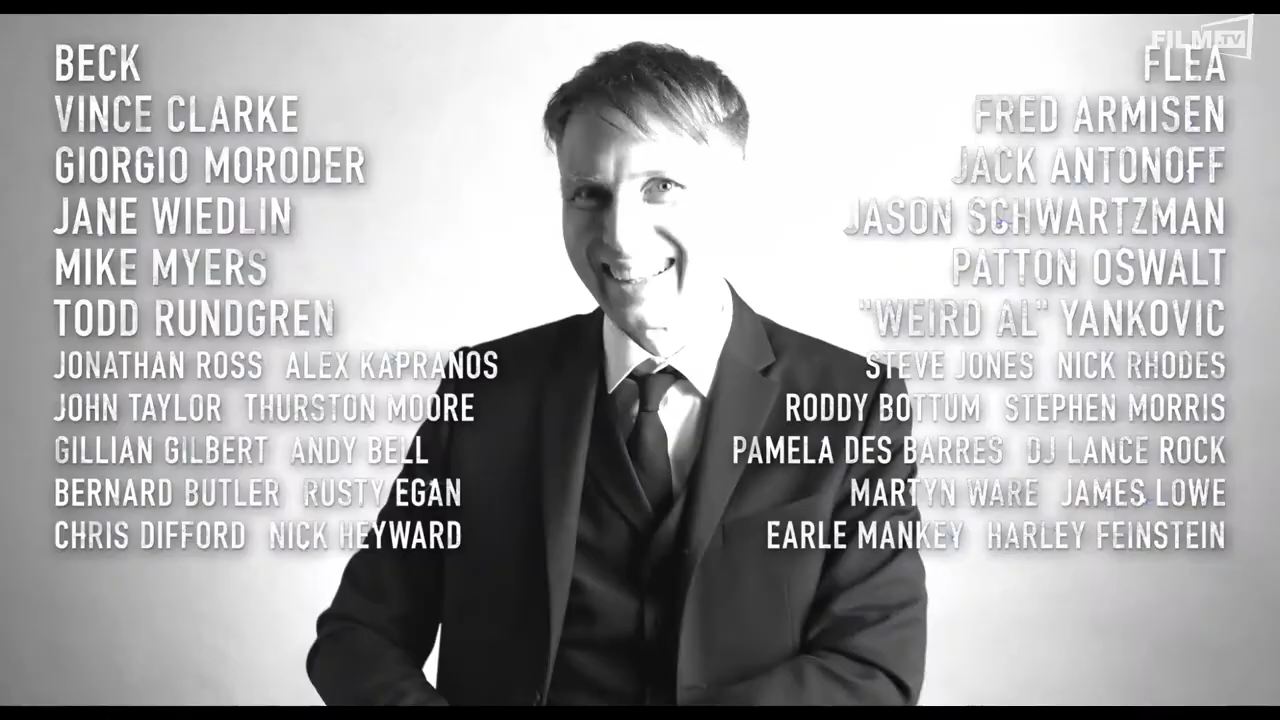 FILM.TV
BECK
VINCE CLARKE
GIORGIO MORODER
JANE WIEDLIN
MIKE MYERS
TODD RUNDGREN
JONATHAN ROSS ALEX KAPRANOS
JOHN TAYLOR THURSTON MOORE
GILLIAN GILBERT ANDY BELL
BERNARD BUTLER RUSTY EGAN
CHRIS DIFFORD NICK HEYWARD
FLEA
FRED ARMISEN
JACK ANTONOFF
JASON SCHWARTZMAN
PATTON OSWALT
"WEIRD AL" YANKOVIC
STEVE JONES NICK RHODES
RODDY BOTTUM STEPHEN MORRIS
PAMELA DES BARRES DJ LANCE ROCK
MARTYN WARE JAMES LOWE
EARLE MANKEY HARLEY FEINSTEIN